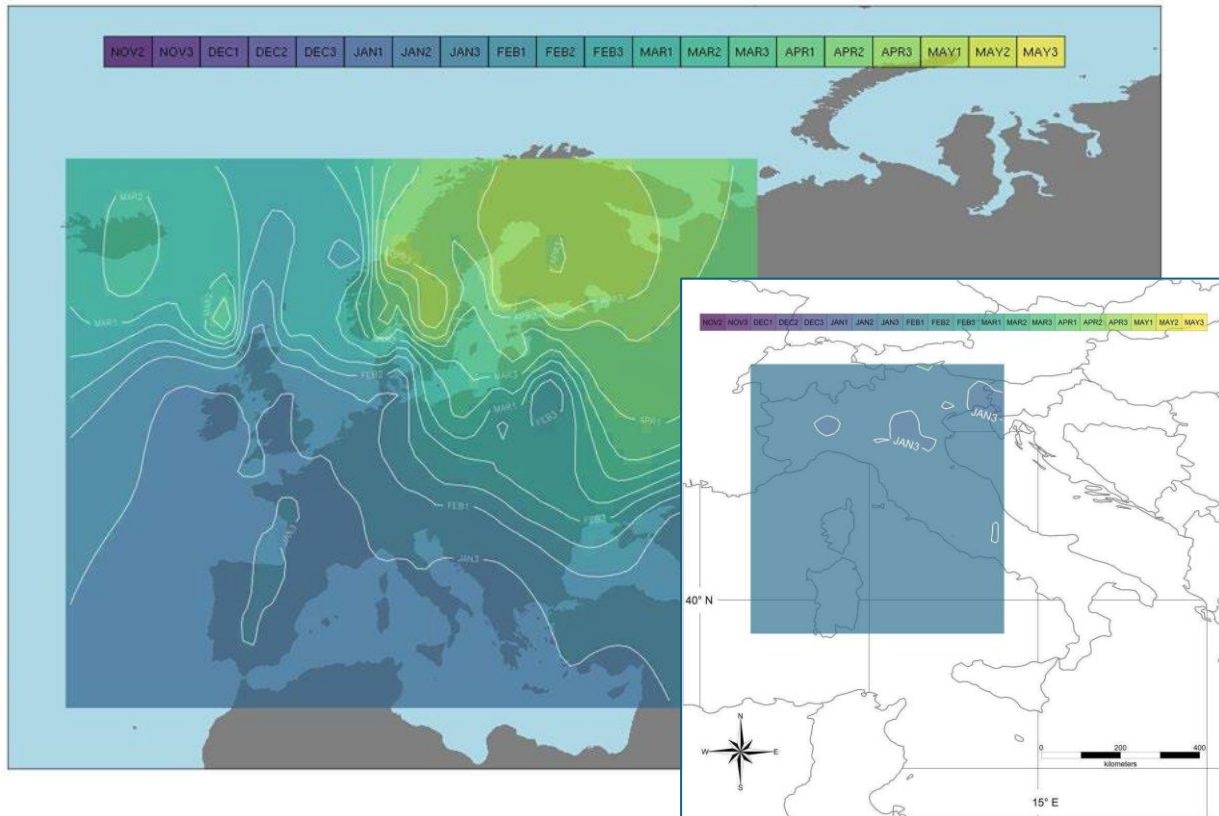 NOV2 NOV3 DEC1 DEC2 DEC3 JAN1 JAN2 JAN3 FEB1 FEB2 FEB3 MAR1 MAR2 MAR3 APR1 APR2 APR3 MAY1 MAY2 MAY3
MAR2
MAR2
MAR1
FEB2
MAR3
MAR1
FEB3
APR1
FEB1
FEB3
JAN3
JAN3
NOV2 NOV3 DEC1 DEC2 DEC3 JAN1 JAN2 JAN3 FEB1 FEB2 FEB3 MAR1 MAR2 MAR3 APR1 APR2 APR3 MAY1 MAY2 MAY3
JAN3
JAN3
40° N
N
W E
S
0 200 400
kilometers
15° E